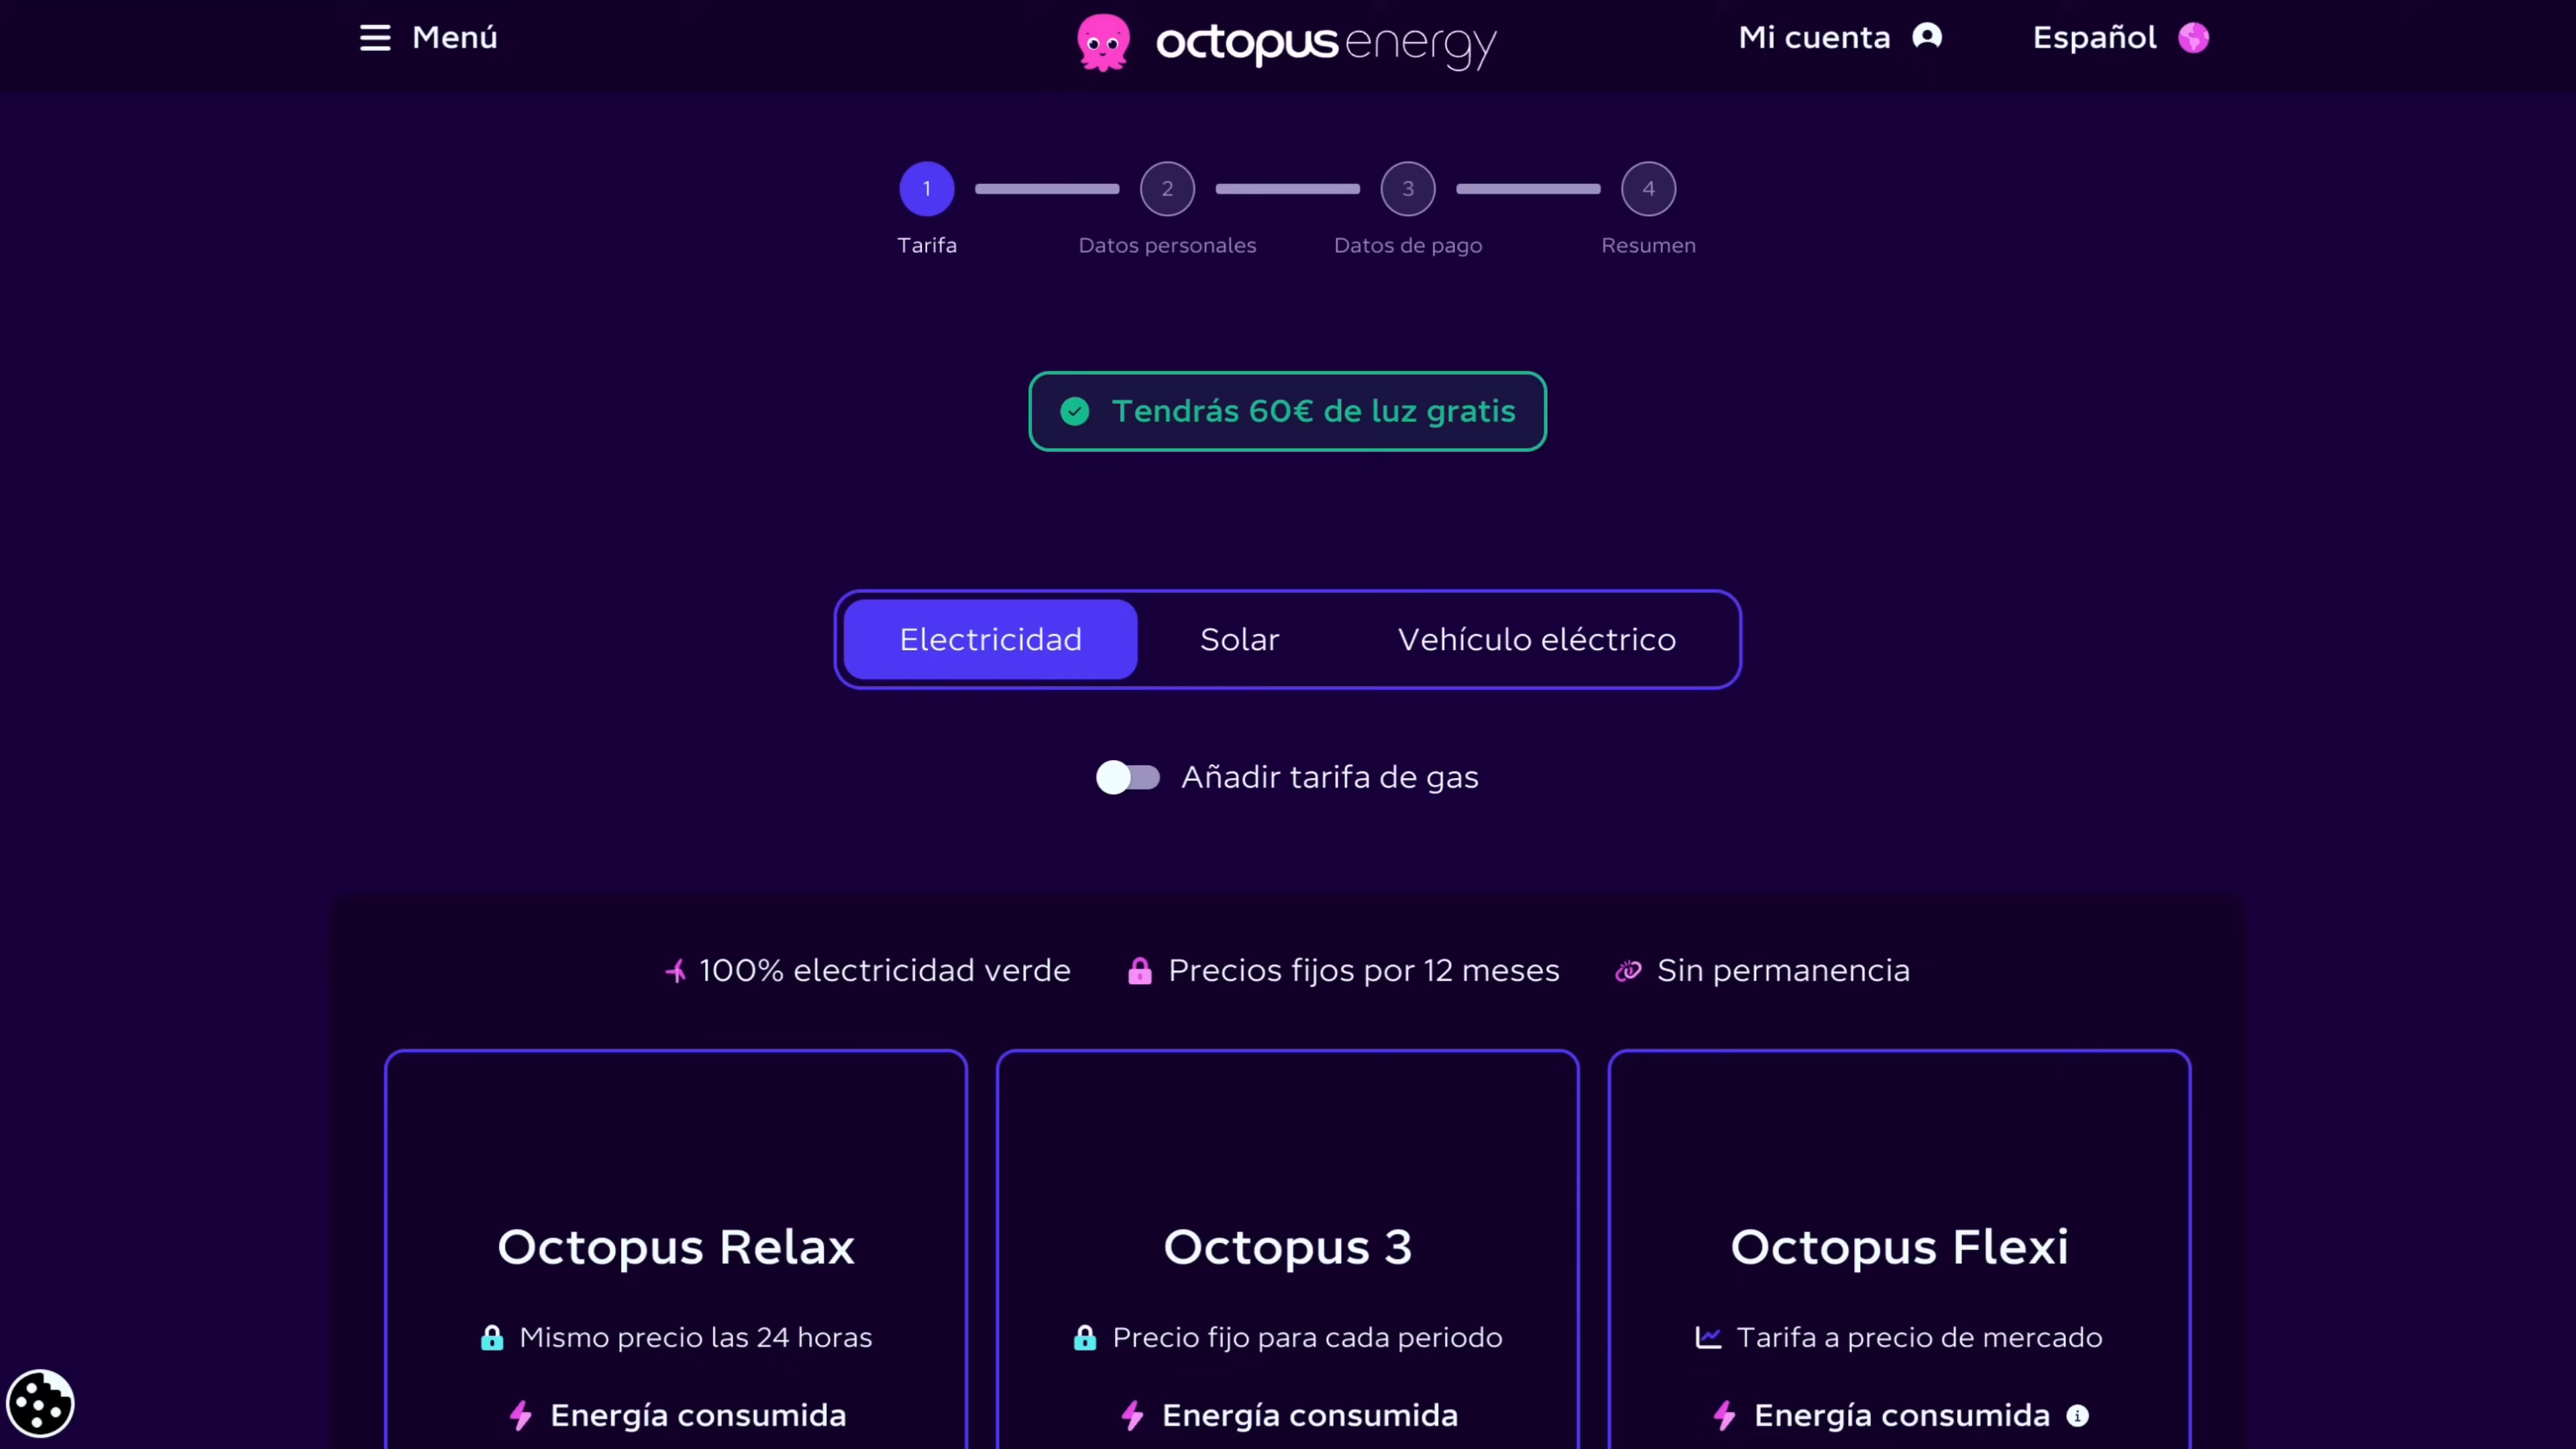 Menú
octopus energy
Mi cuenta
Español
1
2
3
4
Tarifa
Datos personales
Datos de pago
Resumen
Tendrás 60€ de luz gratis
Electricidad
Solar
Vehículo eléctrico
Añadir tarifa de gas
100% electricidad verde
Precios fijos por 12 meses
Sin permanencia
Octopus Relax
Mismo precio las 24 horas
Energía consumida
Octopus 3
Precio fijo para cada periodo
Energía consumida
Octopus Flexi
Tarifa a precio de mercado
Energía consumida